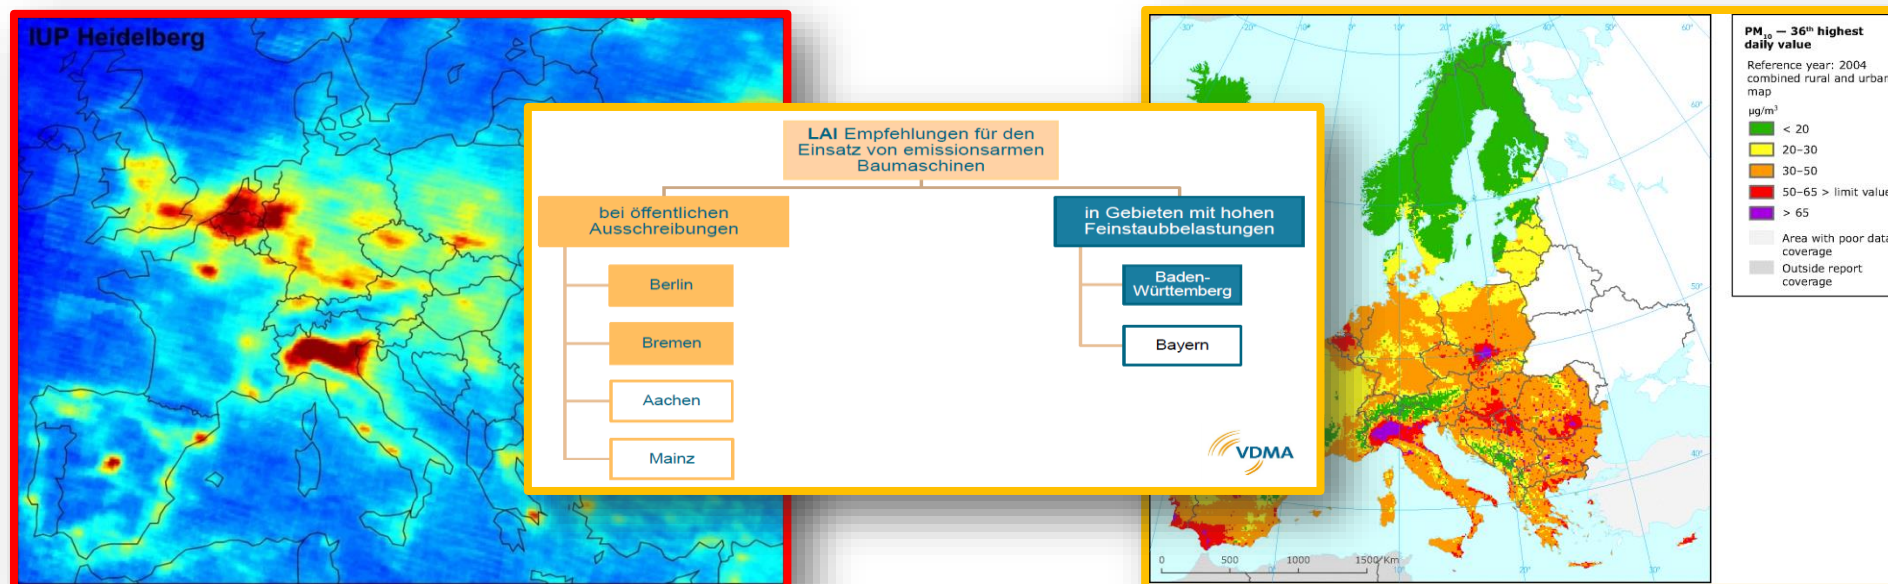 IUP Heidelberg
LAI Empfehlungen für den
Einsatz von emissionsarmen
Baumaschinen
bei öffentlichen
Ausschreibungen
Berlin
Bremen
Aachen
Mainz
in Gebieten mit hohen
Feinstaubbelastungen
Baden-
Württemberg
Bayern
VDMA
PM₁₀ — 36ᵗʰ highest
daily value
Reference year: 2004
combined rural and urban
map
µg/m³
< 20
20–30
30–50
50–65 > limit value
> 65
Area with poor data
coverage
Outside report
coverage
0 500 1000 1500 Km